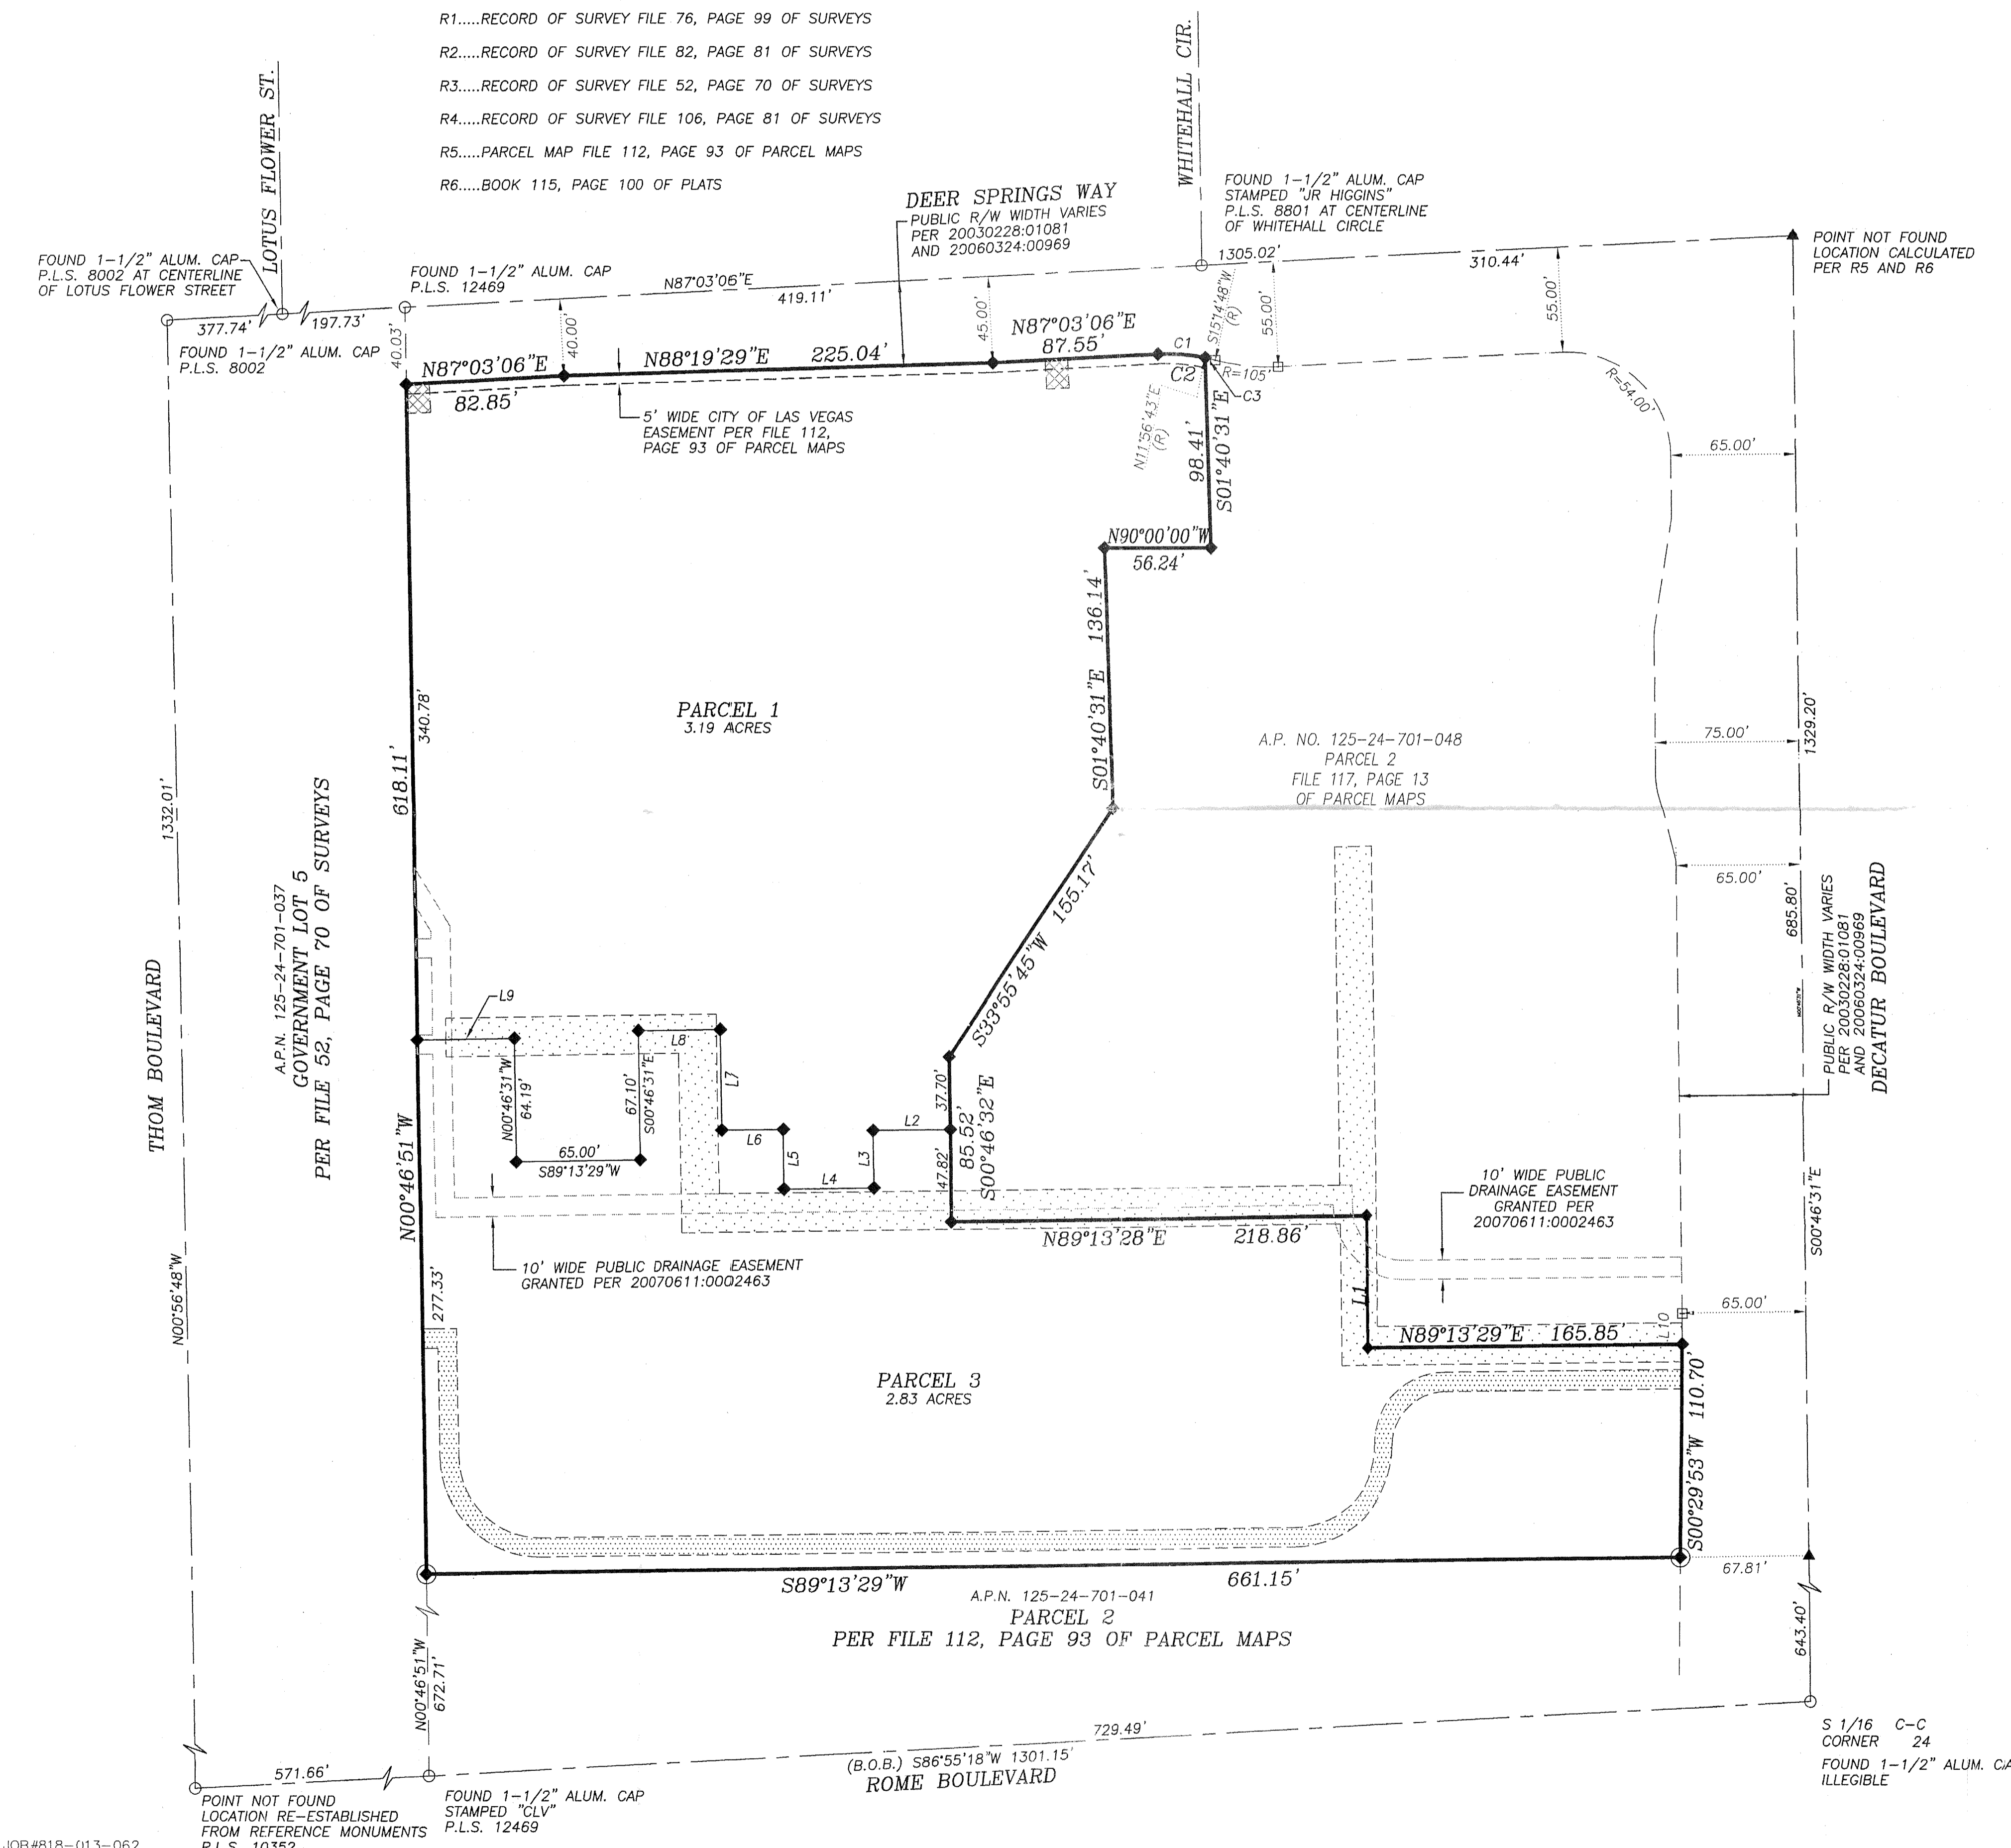 R1.....RECORD OF SURVEY FILE 76, PAGE 99 OF SURVEYS
R2.....RECORD OF SURVEY FILE 82, PAGE 81 OF SURVEYS
R3.....RECORD OF SURVEY FILE 52, PAGE 70 OF SURVEYS
R4.....RECORD OF SURVEY FILE 106, PAGE 81 OF SURVEYS
R5.....PARCEL MAP FILE 112, PAGE 93 OF PARCEL MAPS
R6.....BOOK 115, PAGE 100 OF PLATS
LOTUS FLOWER ST.
WHITEHALL CIR.
DEER SPRINGS WAY
PUBLIC R/W WIDTH VARIES
PER 20030228:01081
AND 20060324:00969
FOUND 1-1/2" ALUM. CAP
STAMPED "JR HIGGINS"
P.L.S. 8801 AT CENTERLINE
OF WHITEHALL CIRCLE
POINT NOT FOUND
LOCATION CALCULATED
PER R5 AND R6
FOUND 1-1/2" ALUM. CAP
P.L.S. 8002 AT CENTERLINE
OF LOTUS FLOWER STREET
FOUND 1-1/2" ALUM. CAP
P.L.S. 12469
N87°03'06"E
419.11'
1305.02'
310.44'
377.74'
197.73'
FOUND 1-1/2" ALUM. CAP
P.L.S. 8002
40.03'
40.00'
45.00'
S15°14'48"W
(R)
55.00'
55.00'
N87°03'06"E
82.85'
N88°19'29"E 225.04'
N87°03'06"E
87.55'
C1
C2
C3
R=105'
R=54.00'
N11°56'43"E
(R)
5' WIDE CITY OF LAS VEGAS
EASEMENT PER FILE 112,
PAGE 93 OF PARCEL MAPS
98.41'
S01°40'31"E
65.00'
N90°00'00"W
56.24'
S01°40'31"E 136.14'
PARCEL 1
3.19 ACRES
340.78'
618.11'
1332.01'
A.P. NO. 125-24-701-048
PARCEL 2
FILE 117, PAGE 13
OF PARCEL MAPS
75.00'
1329.20'
65.00'
685.80'
PUBLIC R/W WIDTH VARIES
PER 20030228:01081
AND 20060324:00969
DECATUR BOULEVARD
THOM BOULEVARD
A.P.N. 125-24-701-037
GOVERNMENT LOT 5
PER FILE 52, PAGE 70 OF SURVEYS
S33°55'45"W 155.17'
L9
L8
L7
N00°46'31"W
64.19'
67.10'
S00°46'31"E
65.00'
S89°13'29"W
L6
L5
L4
L3
L2
37.70'
47.82'
85.52'
S00°46'32"E
N00°46'51"W
N89°13'28"E 218.86'
10' WIDE PUBLIC
DRAINAGE EASEMENT
GRANTED PER
20070611:0002463
10' WIDE PUBLIC DRAINAGE EASEMENT
GRANTED PER 20070611:0002463
S00°46'31"E
277.33'
N00°56'48"W
L1
L10
65.00'
N89°13'29"E 165.85'
PARCEL 3
2.83 ACRES
S00°29'53"W 110.70'
67.81'
S89°13'29"W 661.15'
A.P.N. 125-24-701-041
PARCEL 2
PER FILE 112, PAGE 93 OF PARCEL MAPS
643.40'
N00°46'51"W
672.71'
729.49'
(B.O.B.) S86°55'18"W 1301.15'
ROME BOULEVARD
571.66'
S 1/16 C-C
CORNER 24
FOUND 1-1/2" ALUM. CA
ILLEGIBLE
POINT NOT FOUND
LOCATION RE-ESTABLISHED
FROM REFERENCE MONUMENTS
P.L.S. 10352
FOUND 1-1/2" ALUM. CAP
STAMPED "CLV"
P.L.S. 12469
JOB#818-013-062